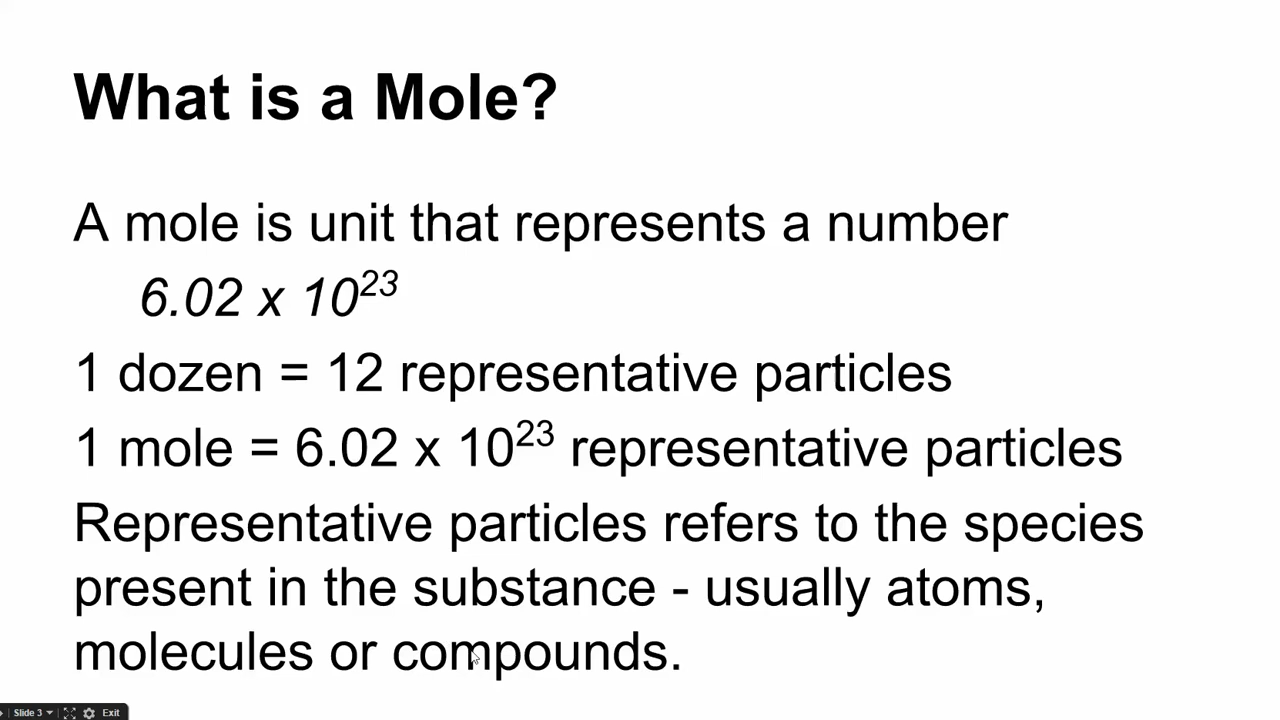 What is a Mole?
A mole is unit that represents a number
6.02 x 10²³
1 dozen = 12 representative particles
1 mole = 6.02 x 10²³ representative particles
Representative particles refers to the species
present in the substance - usually atoms,
molecules or compounds.
Slide 3 Exit